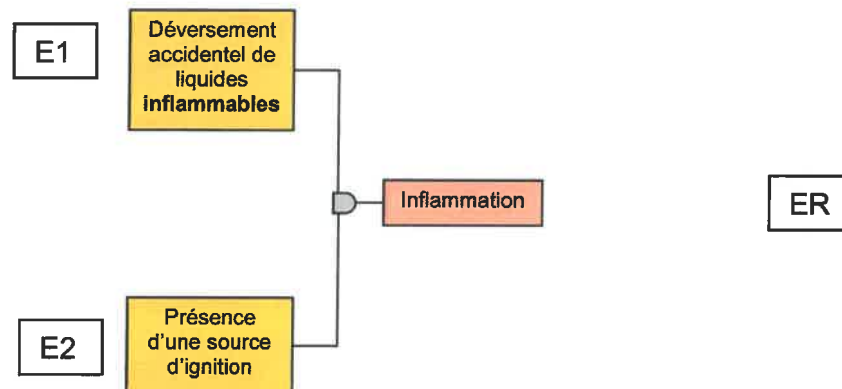 E1
Déversement
accidentel de
liquides
inflammables
Inflammation
ER
E2
Présence
d'une source
d'ignition